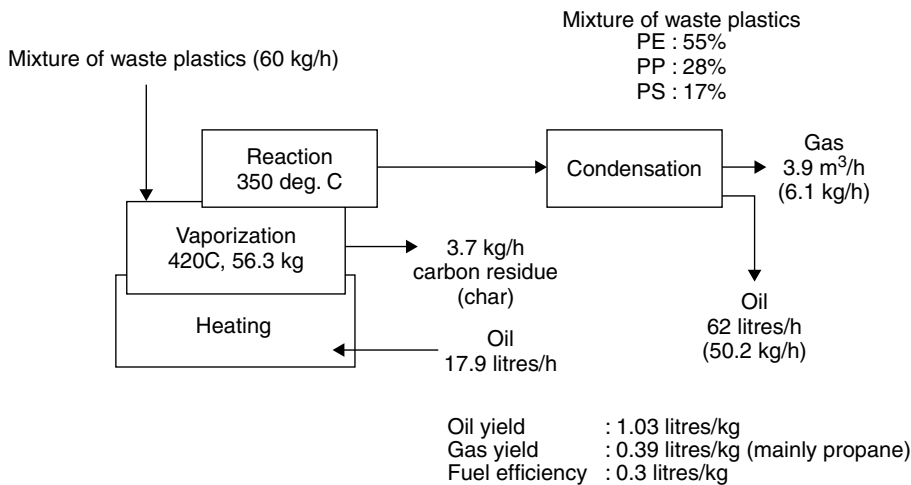 Mixture of waste plastics
PE : 55%
PP : 28%
PS : 17%
Mixture of waste plastics (60 kg/h)
Reaction
350 deg. C
Condensation
Gas
3.9 m³/h
(6.1 kg/h)
Vaporization
420C, 56.3 kg
3.7 kg/h
carbon residue
(char)
Heating
Oil
17.9 litres/h
Oil
62 litres/h
(50.2 kg/h)
Oil yield : 1.03 litres/kg
Gas yield : 0.39 litres/kg (mainly propane)
Fuel efficiency : 0.3 litres/kg